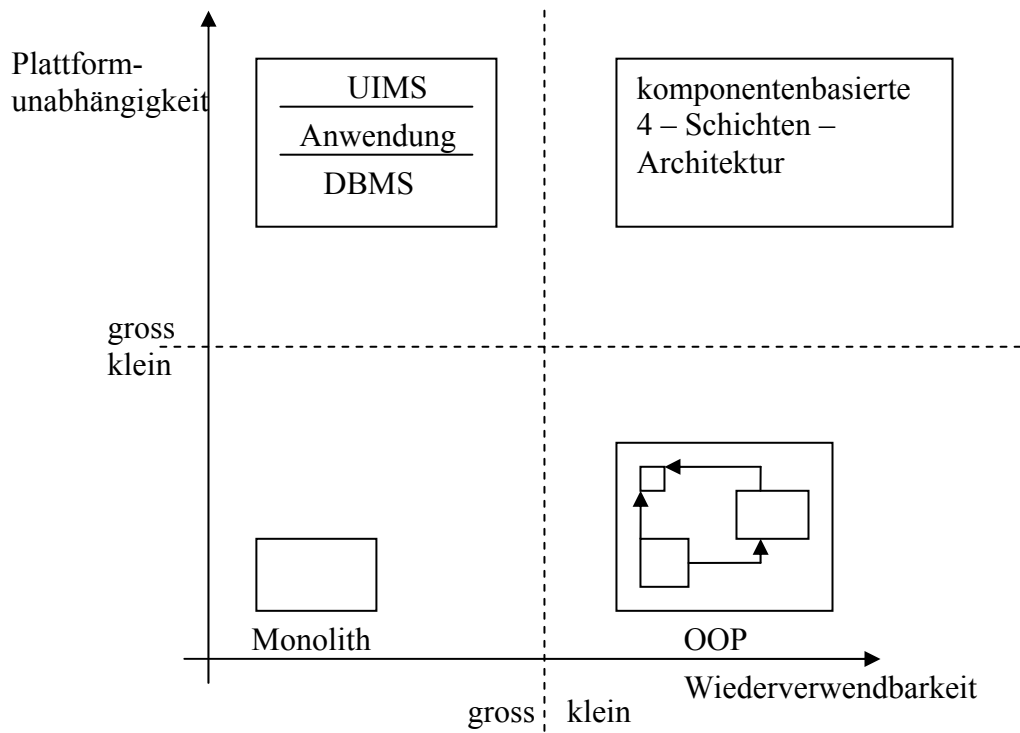 Plattform-
unabhängigkeit
UIMS
Anwendung
DBMS
komponentenbasierte
4 – Schichten –
Architektur
gross
klein
Monolith
OOP
Wiederverwendbarkeit
gross klein